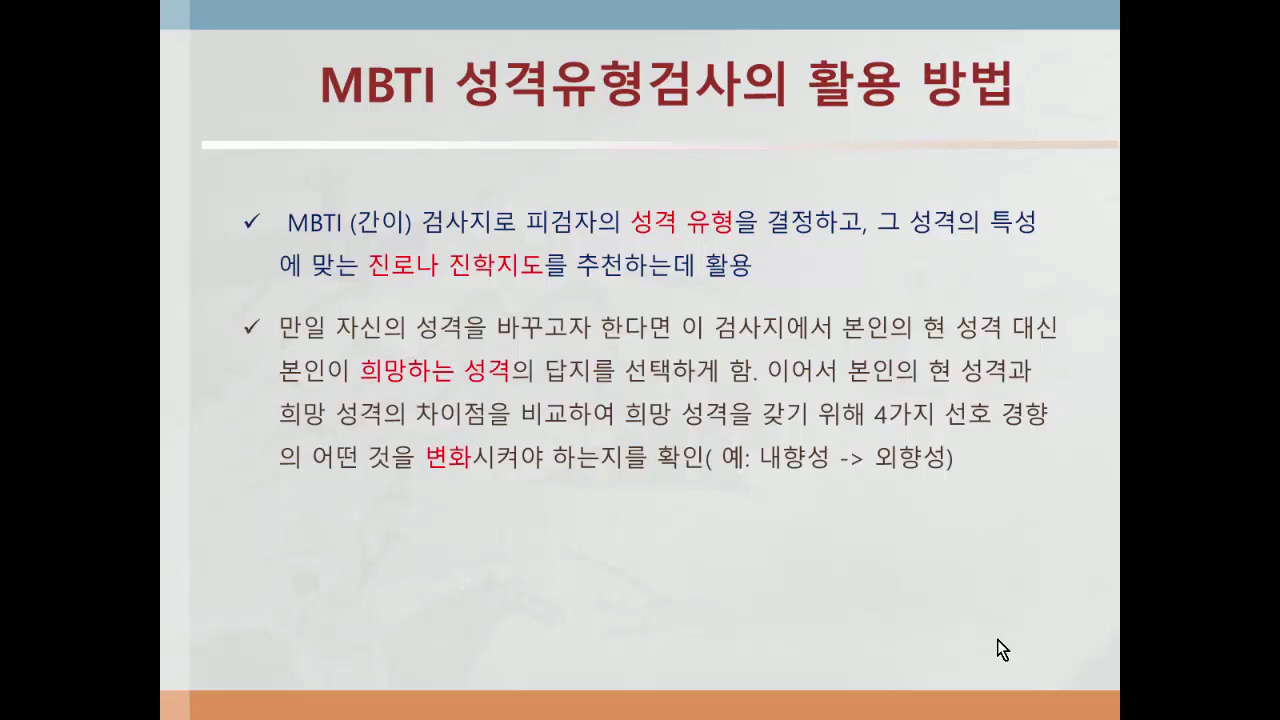 MBTI 성격유형검사의 활용 방법
✓ MBTI (간이) 검사지로 피검자의 성격 유형을 결정하고, 그 성격의 특성
에 맞는 진로나 진학지도를 추천하는데 활용
✓ 만일 자신의 성격을 바꾸고자 한다면 이 검사지에서 본인의 현 성격 대신
본인이 희망하는 성격의 답지를 선택하게 함. 이어서 본인의 현 성격과
희망 성격의 차이점을 비교하여 희망 성격을 갖기 위해 4가지 선호 경향
의 어떤 것을 변화시켜야 하는지를 확인( 예: 내향성 -> 외향성)